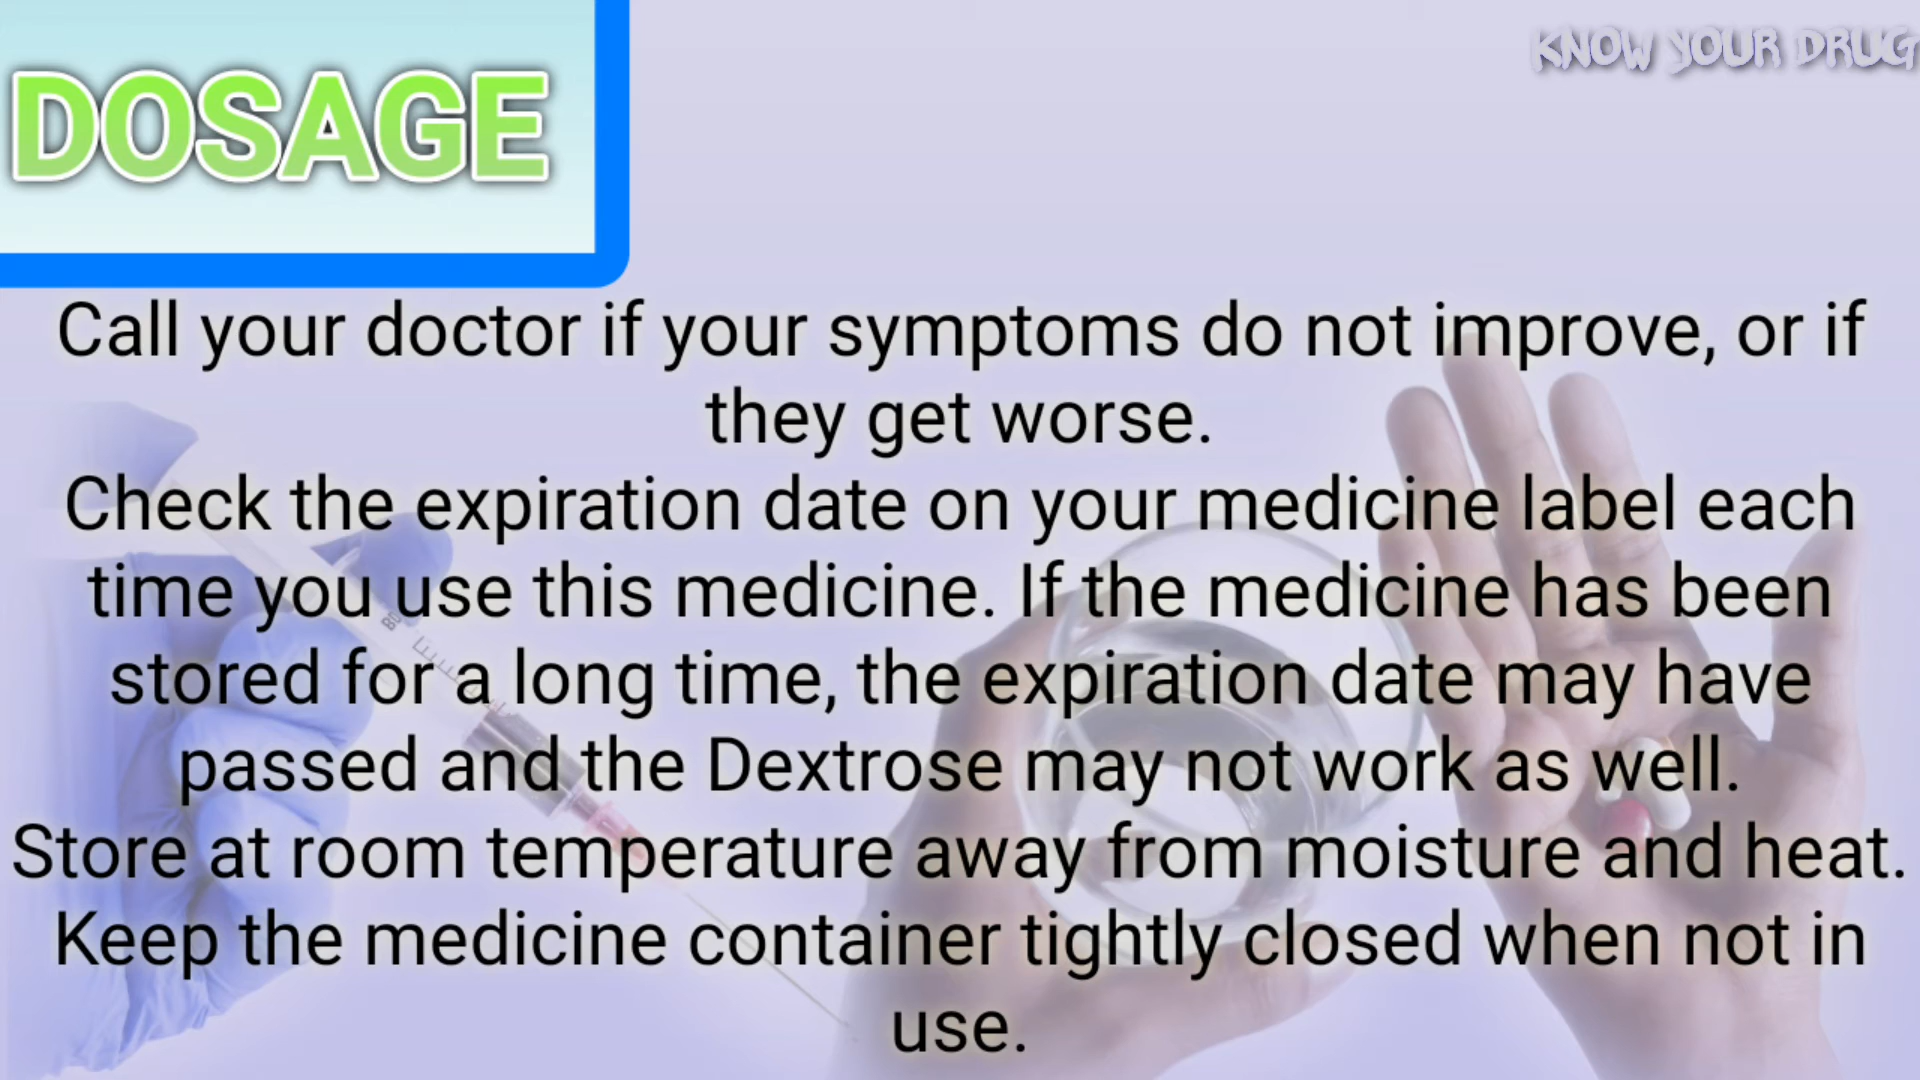 DOSAGE
KNOW YOUR DRUG
Call your doctor if your symptoms do not improve, or if
they get worse.
Check the expiration date on your medicine label each
time you use this medicine. If the medicine has been
stored for a long time, the expiration date may have
passed and the Dextrose may not work as well.
Store at room temperature away from moisture and heat.
Keep the medicine container tightly closed when not in
use.